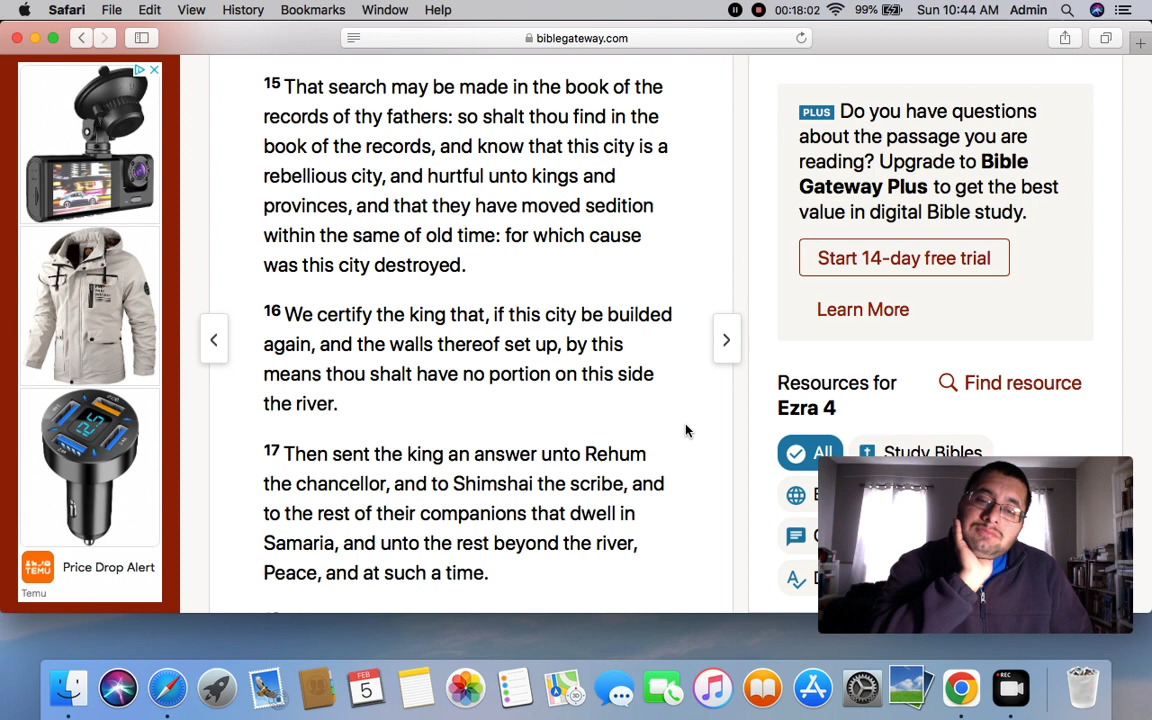 Safari File Edit View History Bookmarks Window Help 00:18:02 99% Sun 10:44 AM Admin
biblegateway.com
15 That search may be made in the book of the
records of thy fathers: so shalt thou find in the
book of the records, and know that this city is a
rebellious city, and hurtful unto kings and
provinces, and that they have moved sedition
within the same of old time: for which cause
was this city destroyed.
16 We certify the king that, if this city be builded
again, and the walls thereof set up, by this
means thou shalt have no portion on this side
the river.
17 Then sent the king an answer unto Rehum
the chancellor, and to Shimshai the scribe, and
to the rest of their companions that dwell in
Samaria, and unto the rest beyond the river,
Peace, and at such a time.
PLUS Do you have questions
about the passage you are
reading? Upgrade to Bible
Gateway Plus to get the best
value in digital Bible study.
Start 14-day free trial
Learn More
Resources for
Ezra 4
Find resource
All
Study Bibles
TEMU
Price Drop Alert
Temu
FEB
5
REC